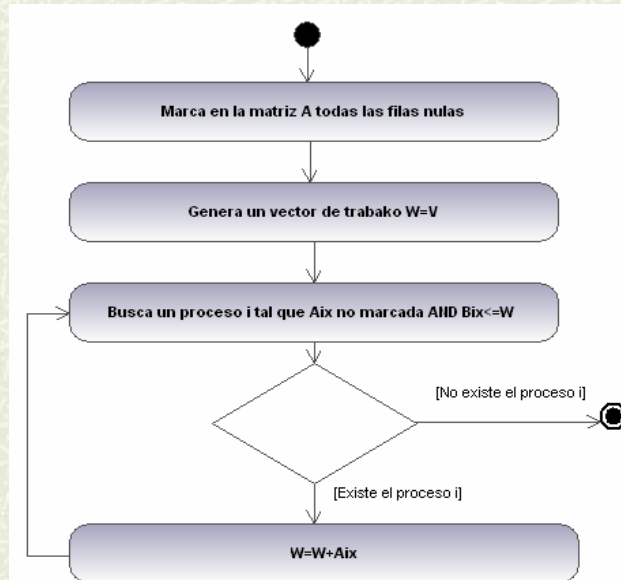 Marca en la matriz A todas las filas nulas
Genera un vector de trabako W=V
Busca un proceso i tal que Aix no marcada AND Bix<=W
[No existe el proceso i]
[Existe el proceso i]
W=W+Aix